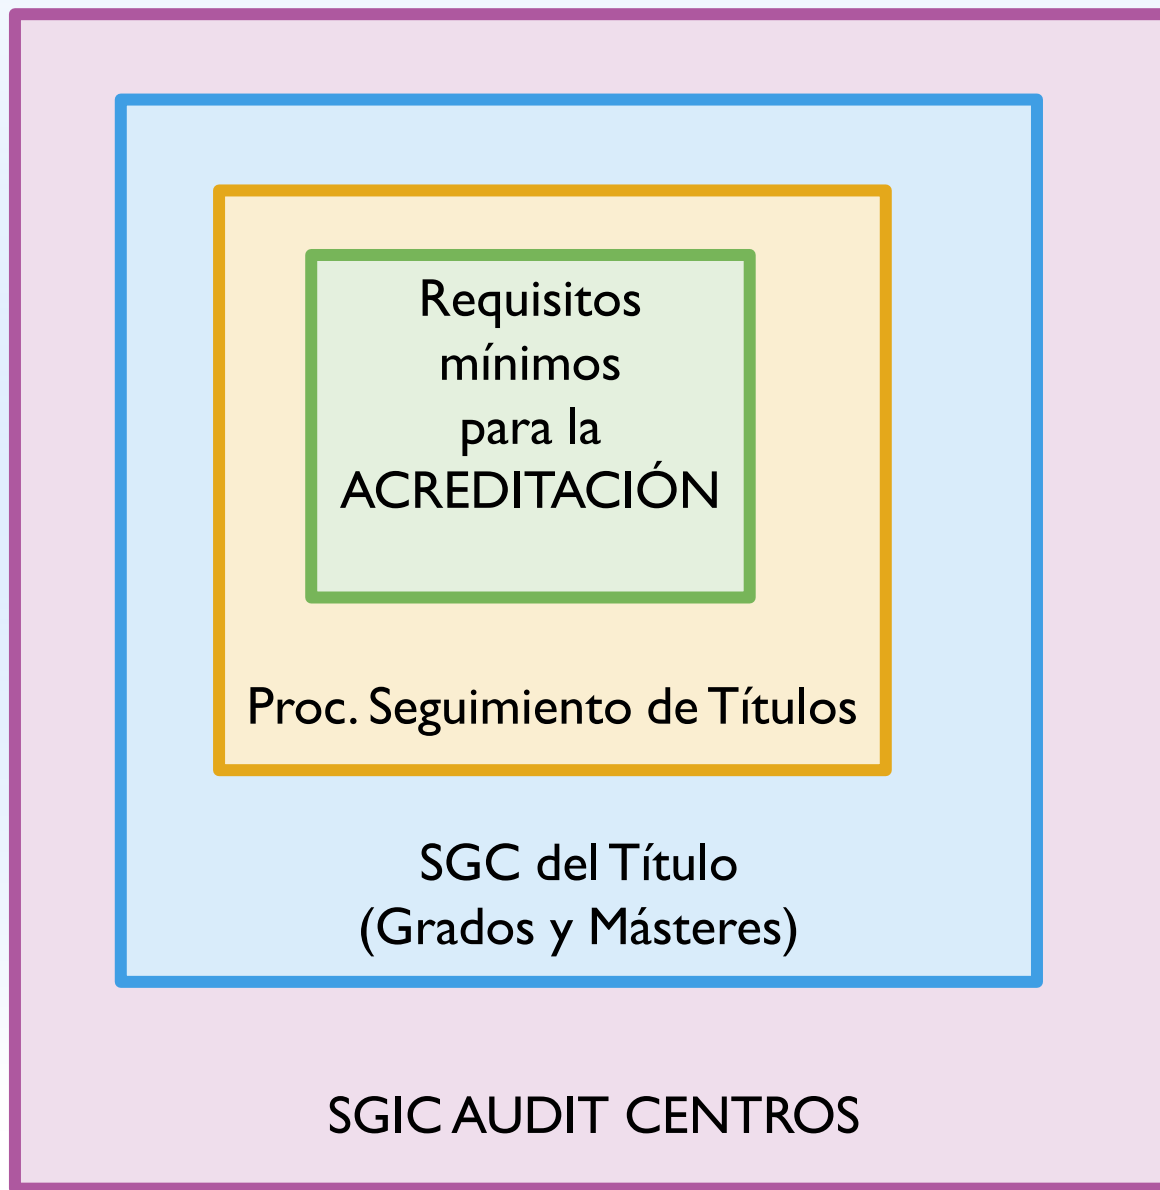 Requisitos
mínimos
para la
ACREDITACIÓN
Proc. Seguimiento de Títulos
SGC del Título
(Grados y Másteres)
SGIC AUDIT CENTROS